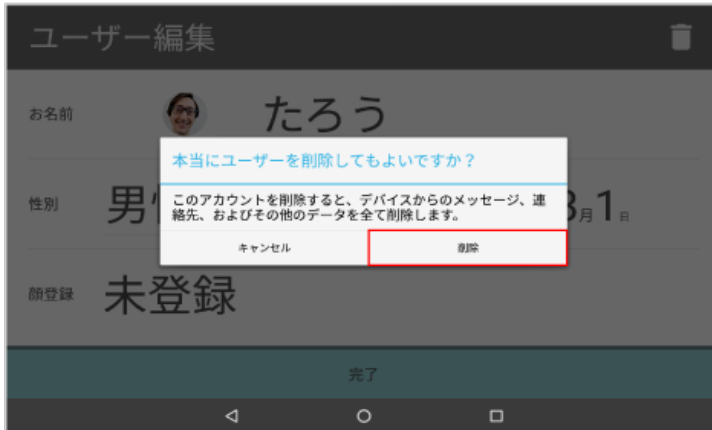 ユーザー編集
お名前 たろう
本当にユーザーを削除してもよいですか？
このアカウントを削除すると、デバイスからのメッセージ、連
絡先、およびその他のデータを全て削除します。
キャンセル 削除
性別 男 月1日
顔登録 未登録
完了